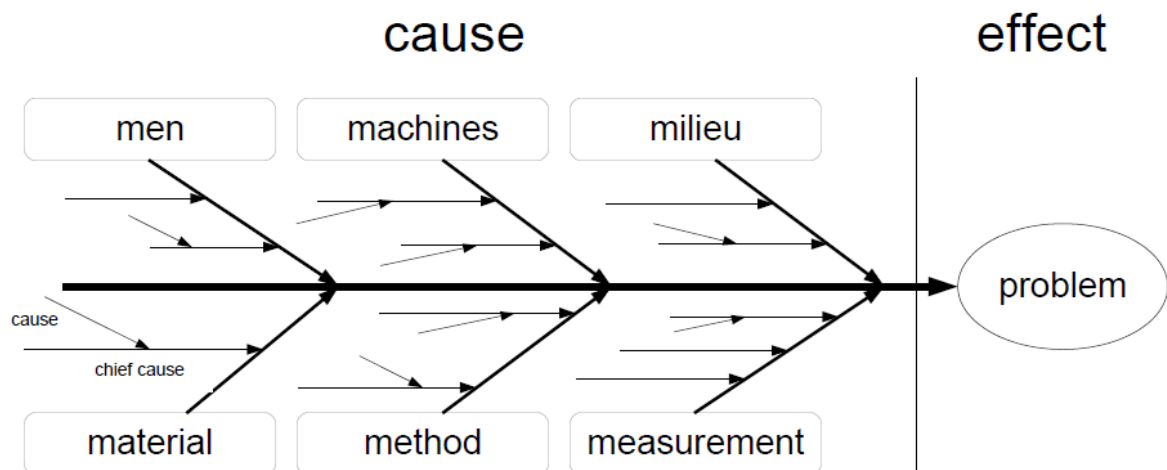 cause
effect
men
machines
milieu
problem
cause
chief cause
material
method
measurement